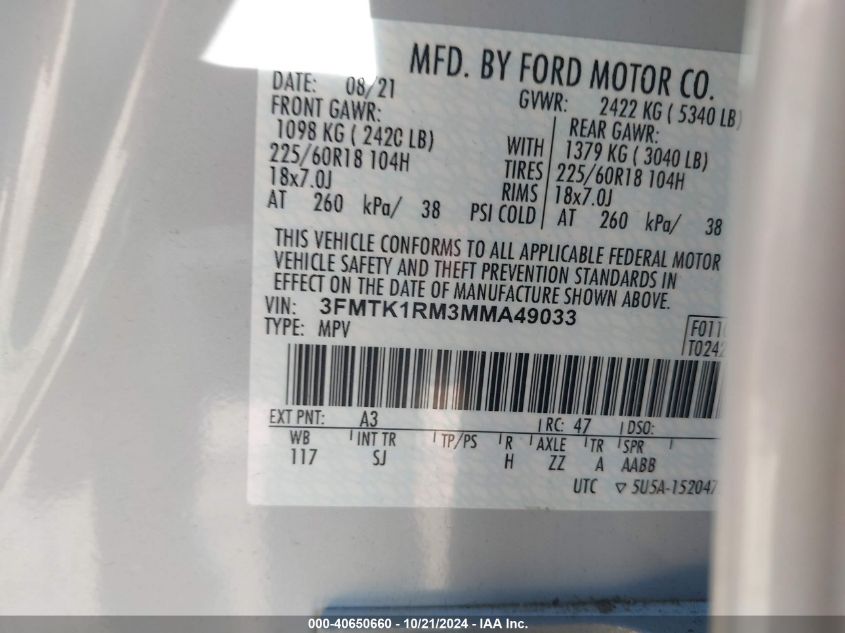 MFD. BY FORD MOTOR CO.
DATE: 08/21 GVWR: 2422 KG ( 5340 LB)
FRONT GAWR: REAR GAWR:
1098 KG ( 2420 LB) WITH 1379 KG ( 3040 LB)
225/60R18 104H TIRES 225/60R18 104H
18x7.0J RIMS 18x7.0J
AT 260 kPa/ 38 PSI COLD AT 260 kPa/ 38
THIS VEHICLE CONFORMS TO ALL APPLICABLE FEDERAL MOTOR
VEHICLE SAFETY AND THEFT PREVENTION STANDARDS IN
EFFECT ON THE DATE OF MANUFACTURE SHOWN ABOVE.
VIN: 3FMTK1RM3MMA49033
TYPE: MPV
T0242
EXT PNT: A3 RC: 47 DSO:
WB INT TR TP/PS R AXLE TR SPR
117 SJ H ZZ A AABB
UTC ▽ 5U5A-152047
000-40650660 - 10/21/2024 - IAA Inc.